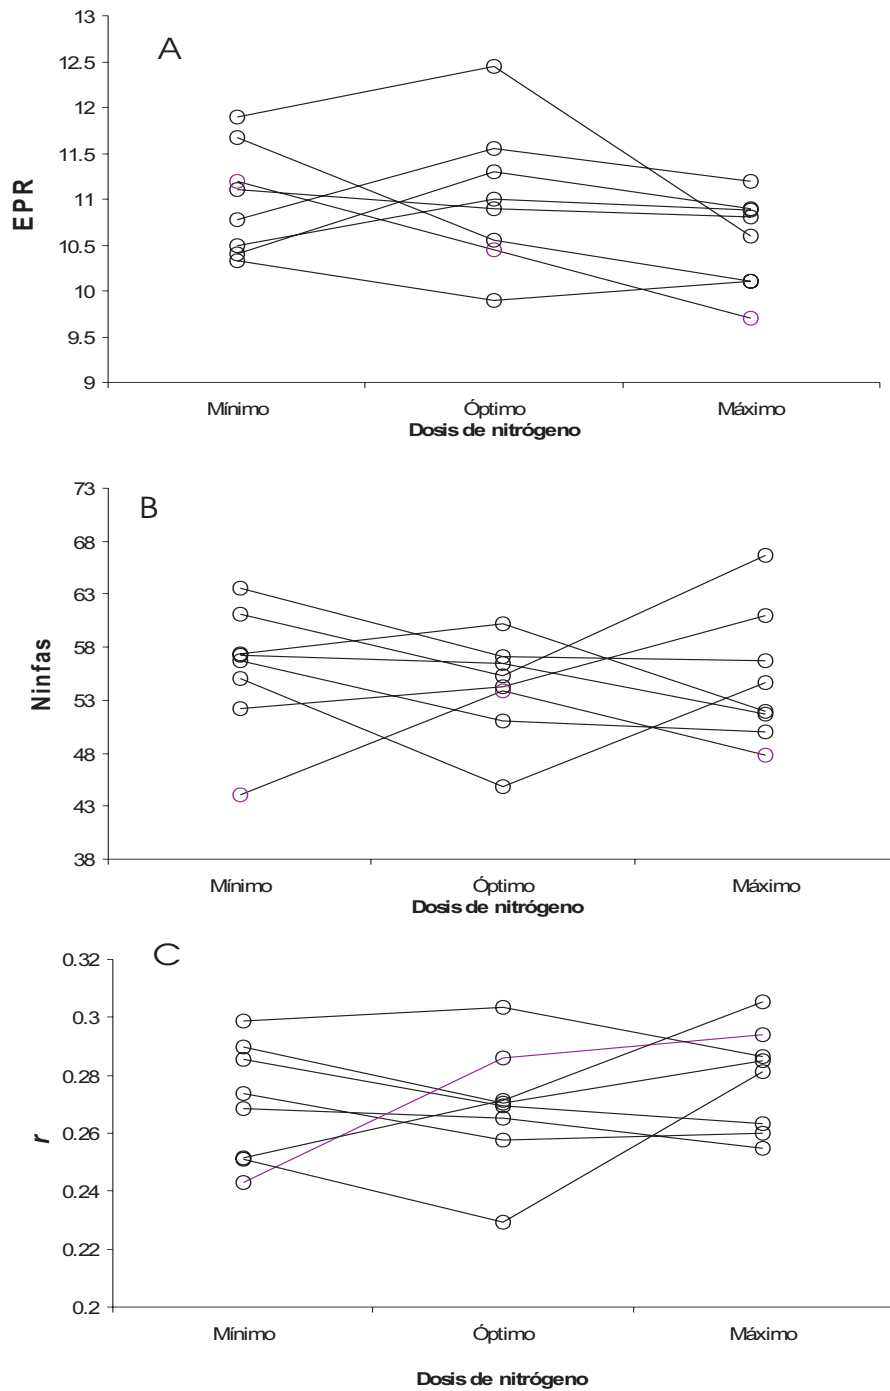 A
13
12.5
12
11.5
11
10.5
10
9.5
9
EPR
Mínimo Óptimo Máximo
Dosis de nitrógeno
B
73
68
63
58
53
48
43
38
Ninfas
Mínimo Óptimo Máximo
Dosis de nitrógeno
C
0.32
0.3
0.28
0.26
0.24
0.22
0.2
r
Mínimo Óptimo Máximo
Dosis de nitrógeno